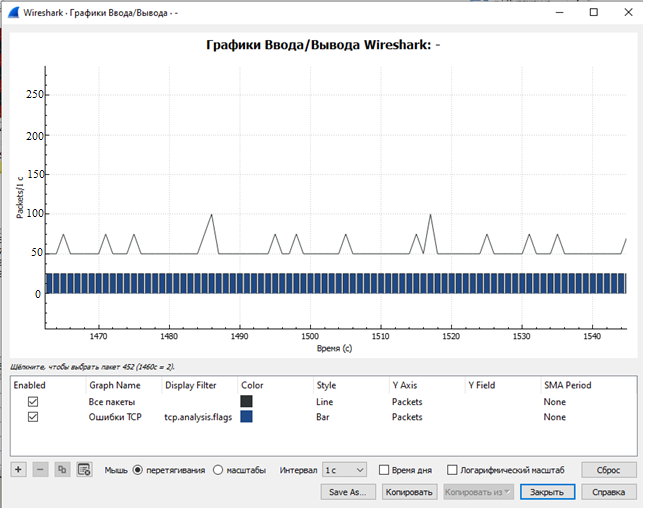 Wireshark · Графики Ввода/Вывода · -
Графики Ввода/Вывода Wireshark: -
Packets/1 с
250
200
150
100
50
0
1470 1480 1490 1500 1510 1520 1530 1540
Время (с)
Щёлкните, чтобы выбрать пакет 452 (1460с = 2).
Enabled Graph Name Display Filter Color Style Y Axis Y Field SMA Period
Все пакеты Line Packets None
Ошибки TCP tcp.analysis.flags Bar Packets None
Мышь перетягивания масштабы Интервал 1 с Время дня Логарифмический масштаб Сброс
Save As... Копировать Копировать из Закрыть Справка